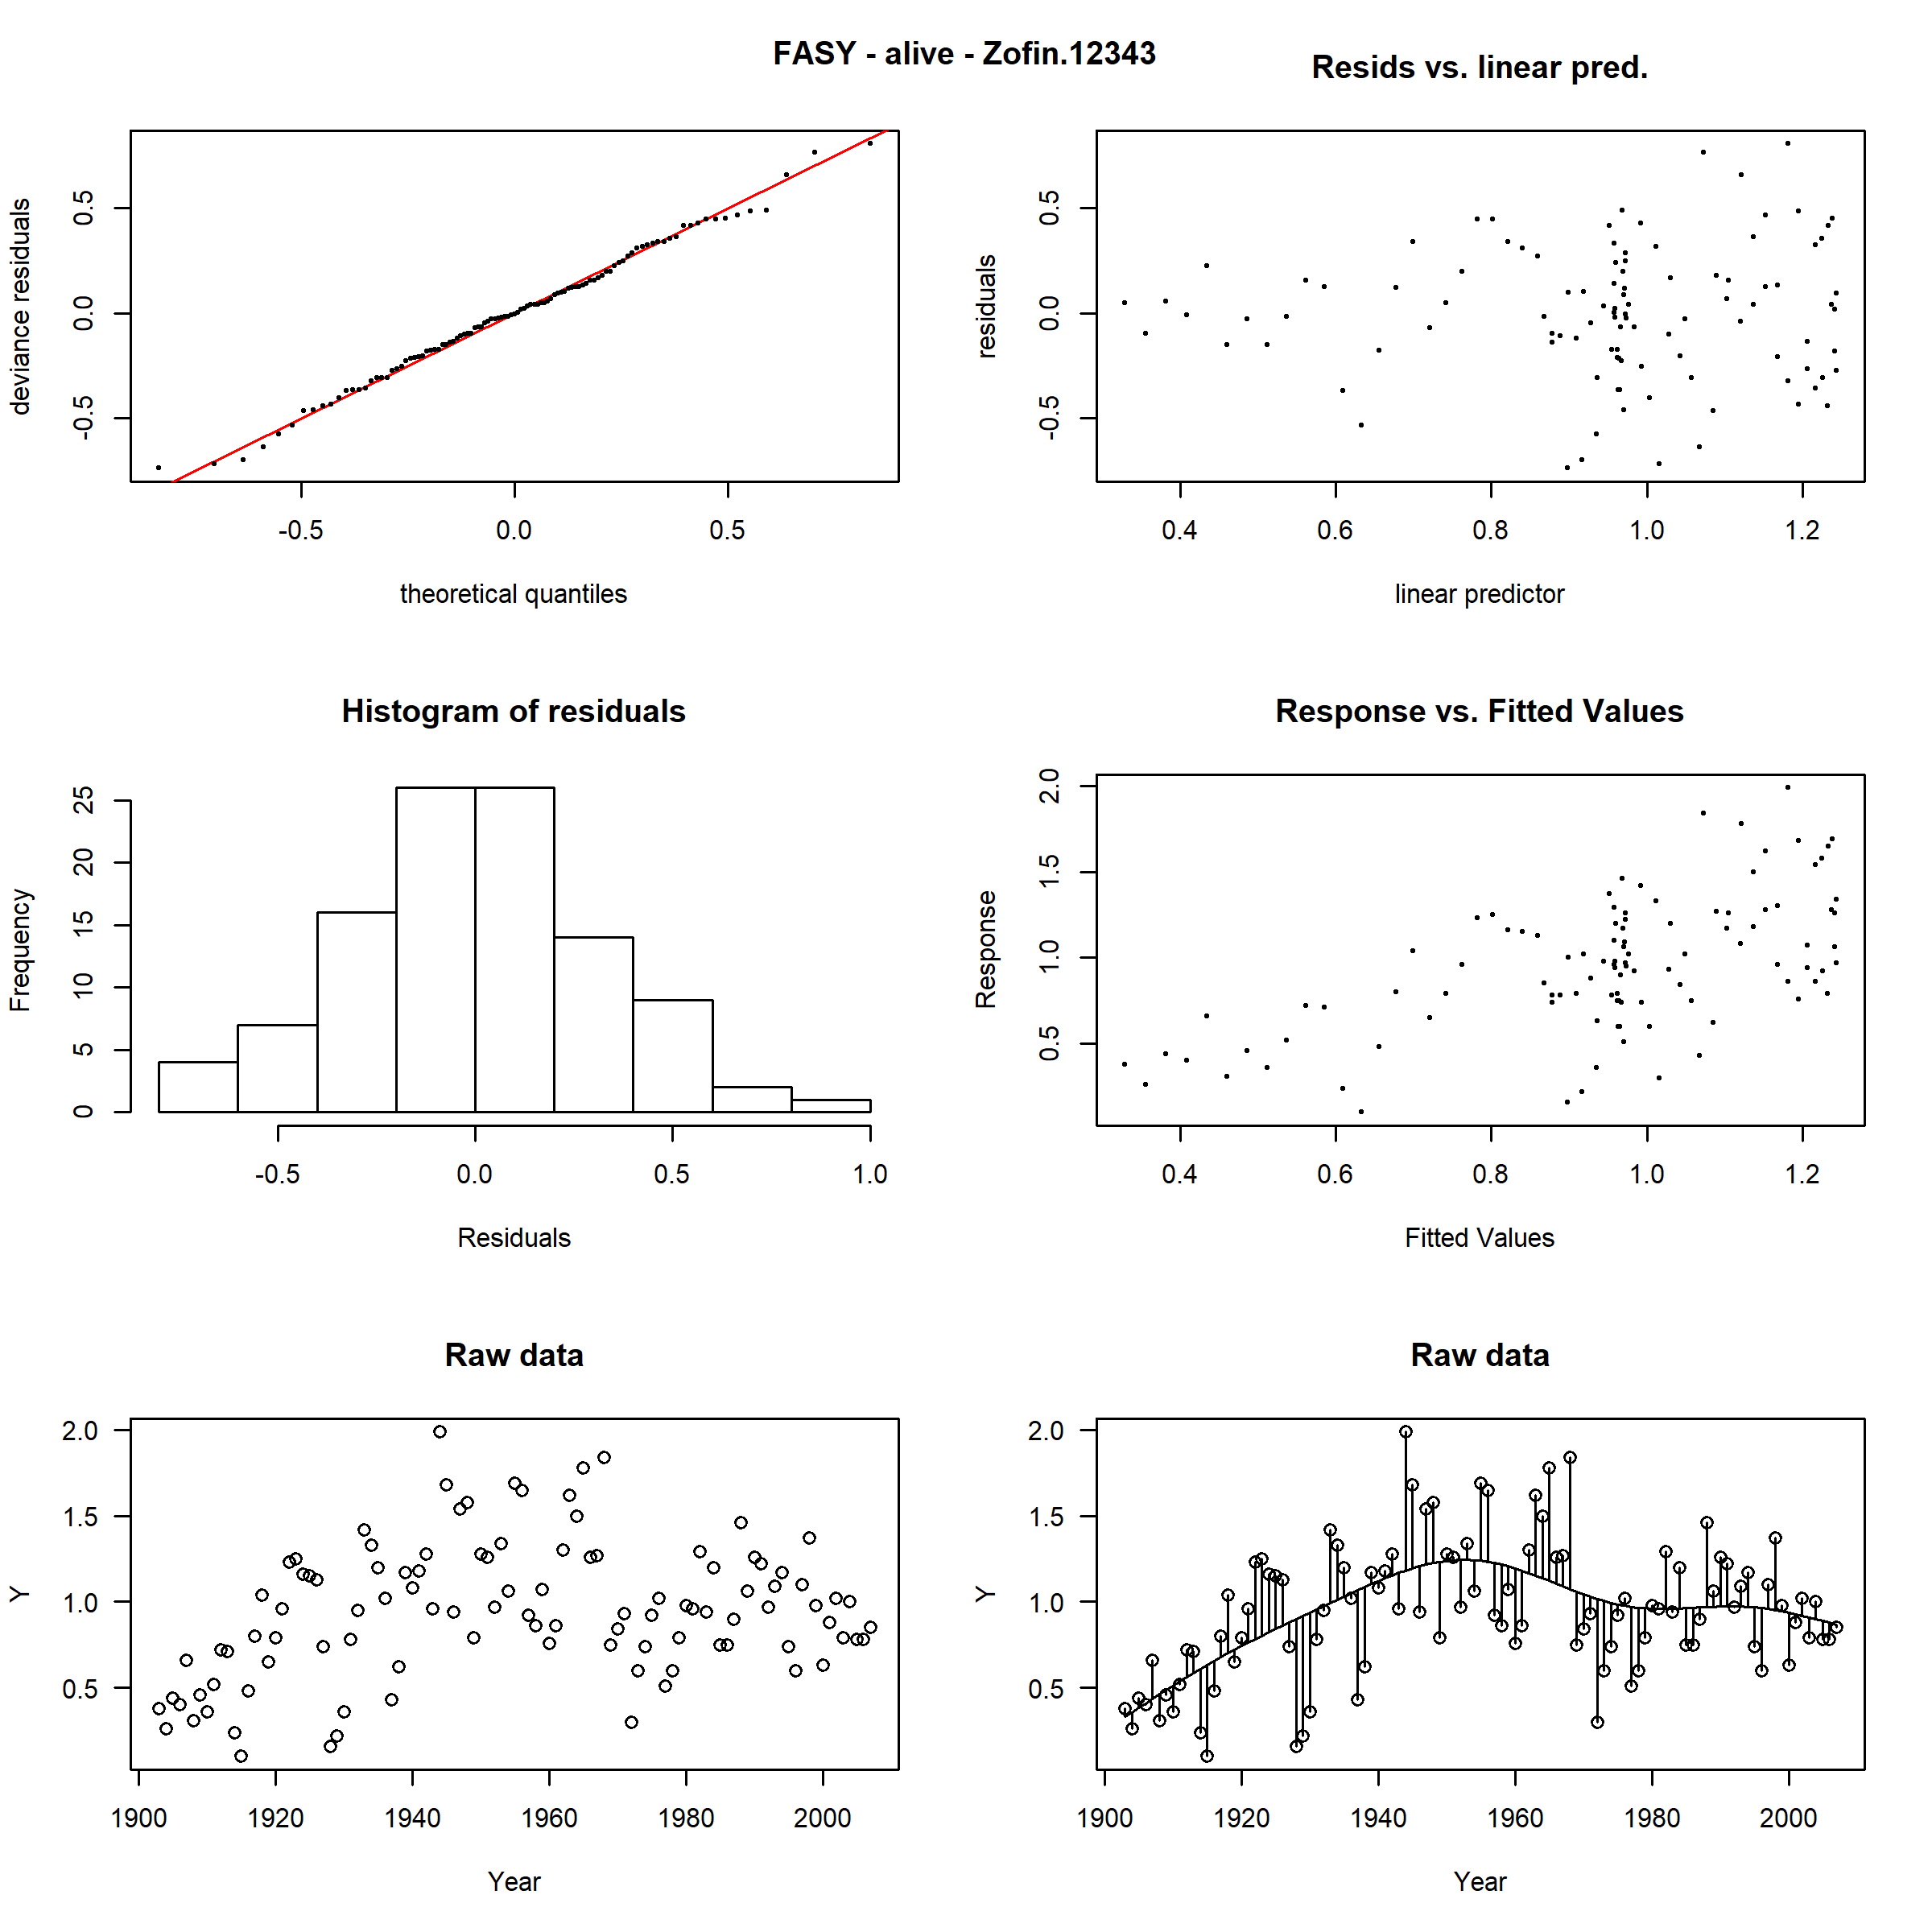 FASY - alive - Zofin.12343
Resids vs. linear pred.
deviance residuals
-0.5 0.0 0.5
-0.5 0.0 0.5
theoretical quantiles
residuals
-0.5 0.0 0.5
0.4 0.6 0.8 1.0 1.2
linear predictor
Histogram of residuals
Frequency
0 5 10 15 20 25
-0.5 0.0 0.5 1.0
Residuals
Response vs. Fitted Values
Response
0.5 1.0 1.5 2.0
0.4 0.6 0.8 1.0 1.2
Fitted Values
Raw data
Y
2.0
1.5
1.0
0.5
1900 1920 1940 1960 1980 2000
Year
Raw data
Y
2.0
1.5
1.0
0.5
1900 1920 1940 1960 1980 2000
Year